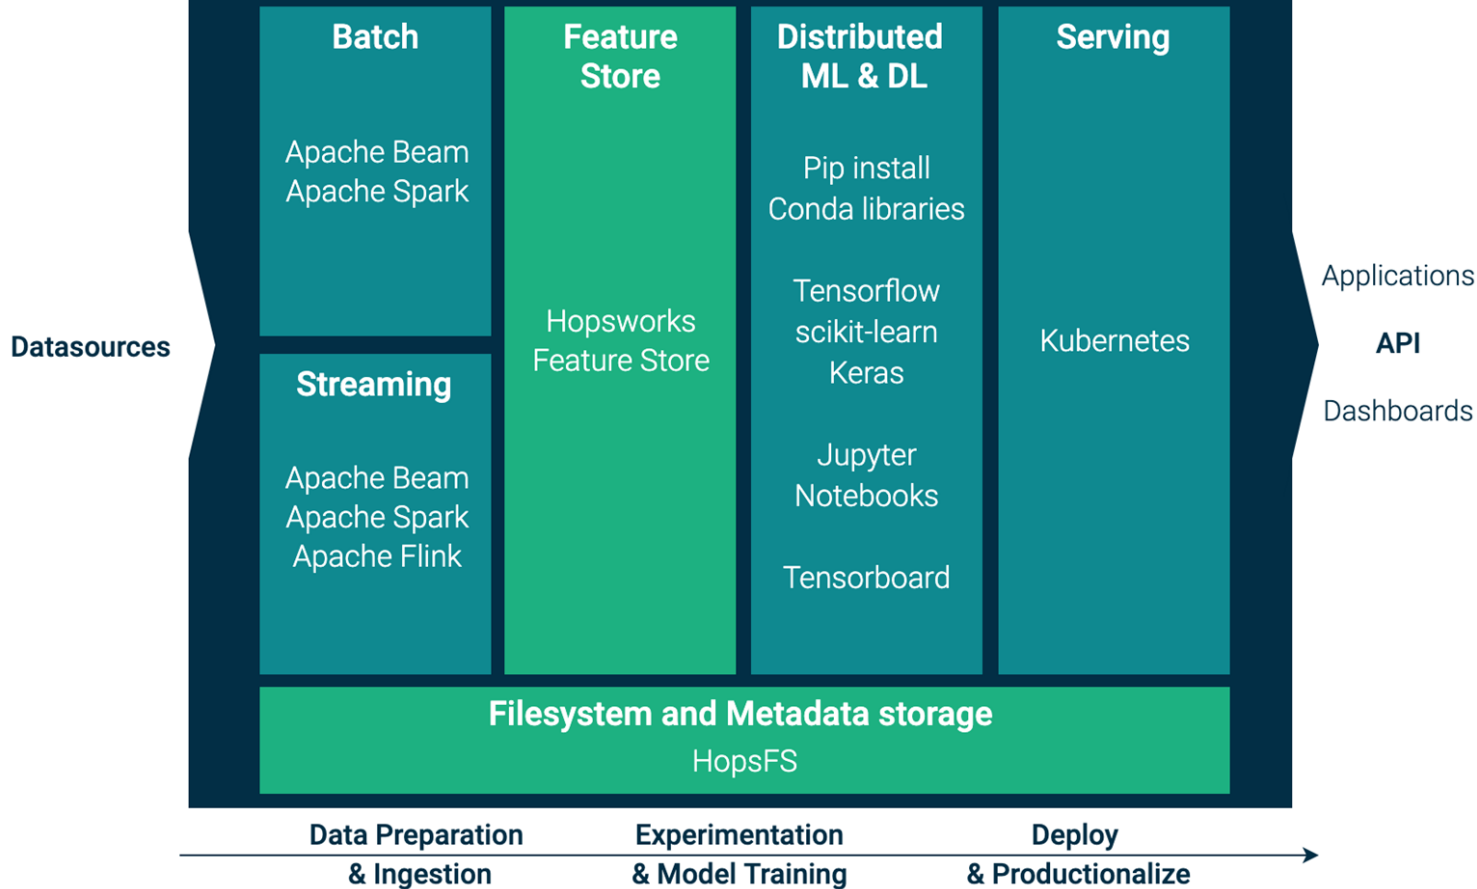 Datasources
Batch
Apache Beam
Apache Spark
Streaming
Apache Beam
Apache Spark
Apache Flink
Feature
Store
Hopsworks
Feature Store
Distributed
ML & DL
Pip install
Conda libraries
Tensorflow
scikit-learn
Keras
Jupyter
Notebooks
Tensorboard
Serving
Kubernetes
Applications
API
Dashboards
Filesystem and Metadata storage
HopsFS
Data Preparation
& Ingestion
Experimentation
& Model Training
Deploy
& Productionalize